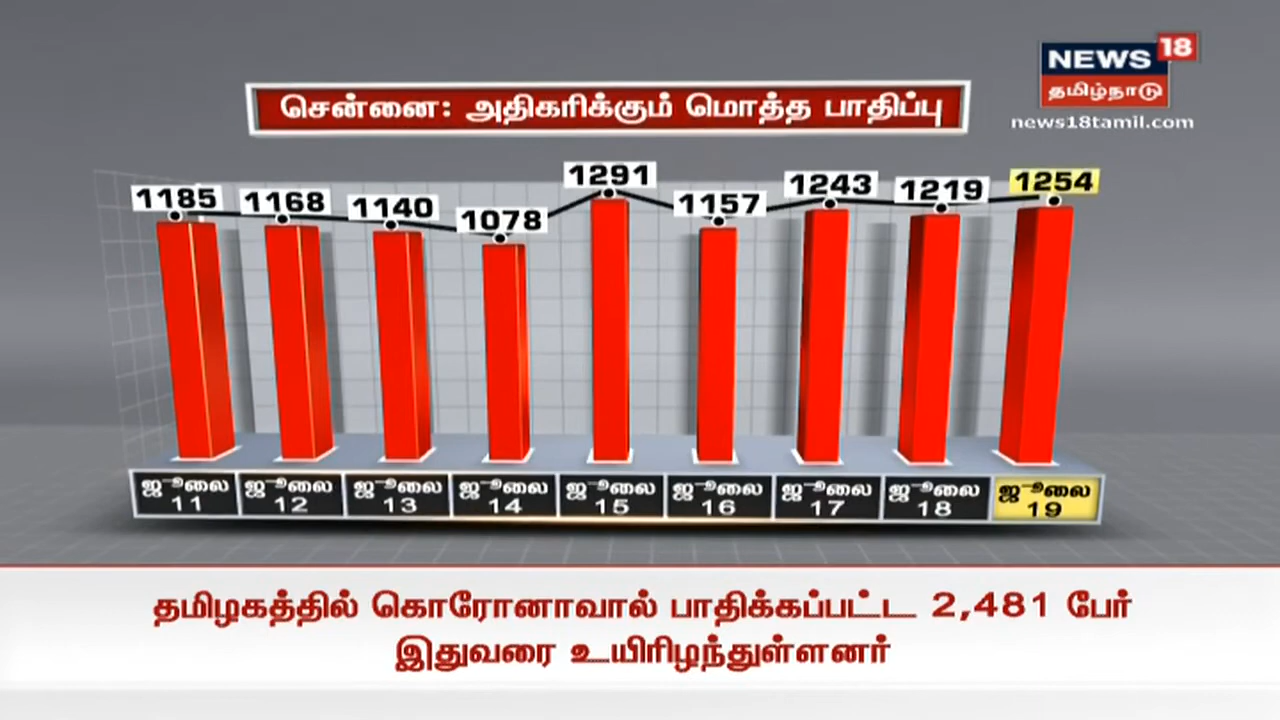 NEWS 18
தமிழ்நாடு
news18tamil.com
சென்னை: அதிகரிக்கும் மொத்த பாதிப்பு
1185 1168 1140 1078 1291 1157 1243 1219 1254
ஜூலை ஜூலை ஜூலை ஜூலை ஜூலை ஜூலை ஜூலை ஜூலை ஜூலை
11 12 13 14 15 16 17 18 19
தமிழகத்தில் கொரோனாவால் பாதிக்கப்பட்ட 2,481 பேர்
இதுவரை உயிரிழந்துள்ளனர்